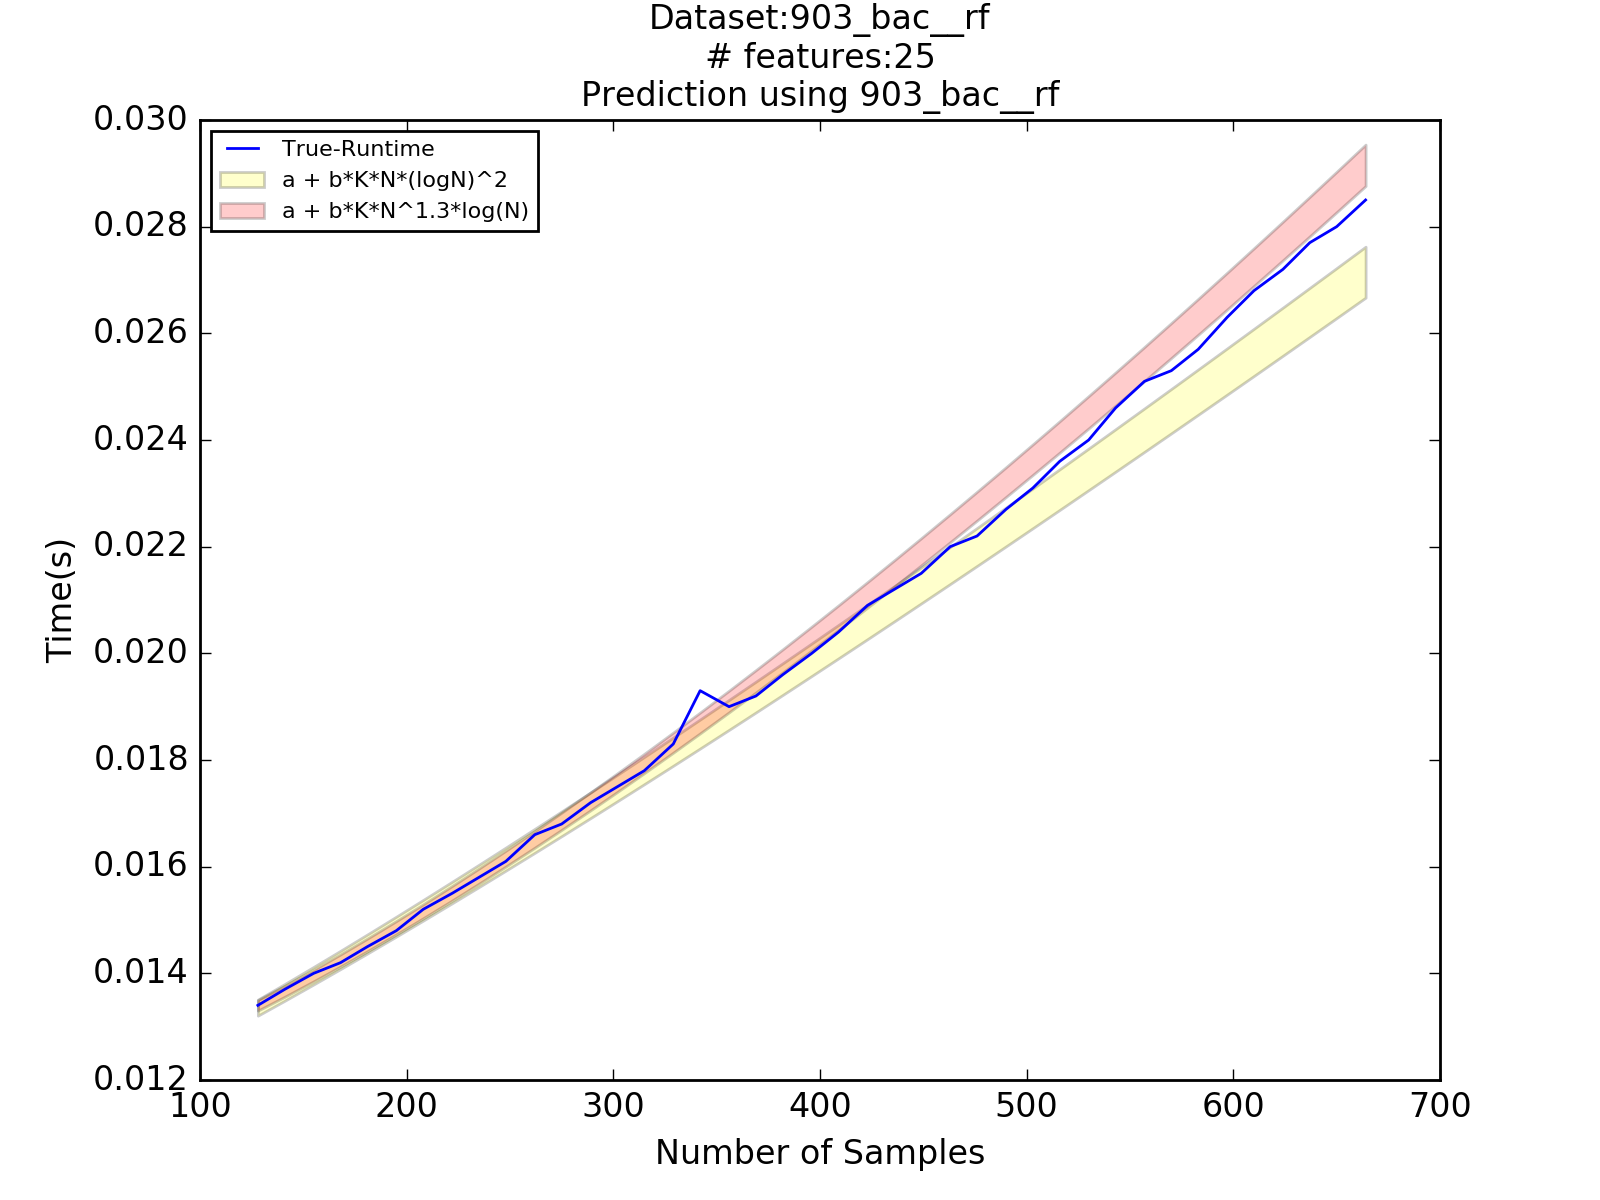 Dataset:903_bac__rf
# features:25
Prediction using 903_bac__rf
True-Runtime
a + b*K*N*(logN)^2
a + b*K*N^1.3*log(N)
0.030
0.028
0.026
0.024
0.022
0.020
0.018
0.016
0.014
0.012
Time(s)
100 200 300 400 500 600 700
Number of Samples